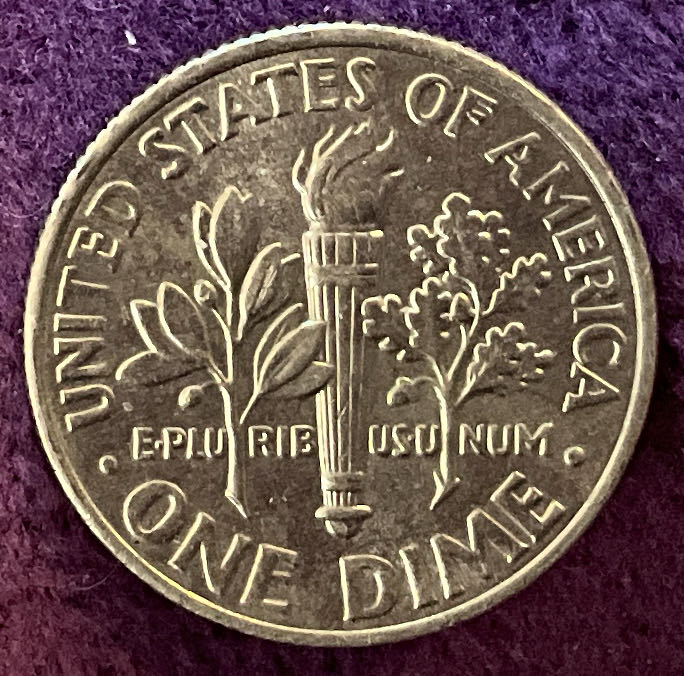 UNITED STATES OF AMERICA
E·PLU RIB US·U NUM
· ONE DIME ·